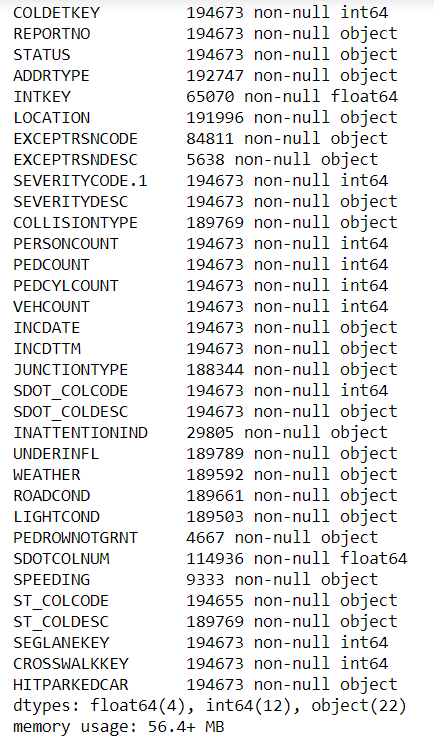 COLDETKEY 194673 non-null int64
REPORTNO 194673 non-null object
STATUS 194673 non-null object
ADDRTYPE 192747 non-null object
INTKEY 65070 non-null float64
LOCATION 191996 non-null object
EXCEPTRSNCODE 84811 non-null object
EXCEPTRSNDESC 5638 non-null object
SEVERITYCODE.1 194673 non-null int64
SEVERITYDESC 194673 non-null object
COLLISIONTYPE 189769 non-null object
PERSONCOUNT 194673 non-null int64
PEDCOUNT 194673 non-null int64
PEDCYLCOUNT 194673 non-null int64
VEHCOUNT 194673 non-null int64
INCDATE 194673 non-null object
INCDTTM 194673 non-null object
JUNCTIONTYPE 188344 non-null object
SDOT_COLCODE 194673 non-null int64
SDOT_COLDESC 194673 non-null object
INATTENTIONIND 29805 non-null object
UNDERINFL 189789 non-null object
WEATHER 189592 non-null object
ROADCOND 189661 non-null object
LIGHTCOND 189503 non-null object
PEDROWNOTGRNT 4667 non-null object
SDOTCOLNUM 114936 non-null float64
SPEEDING 9333 non-null object
ST_COLCODE 194655 non-null object
ST_COLDESC 189769 non-null object
SEGLANEKEY 194673 non-null int64
CROSSWALKKEY 194673 non-null int64
HITPARKEDCAR 194673 non-null object
dtypes: float64(4), int64(12), object(22)
memory usage: 56.4+ MB